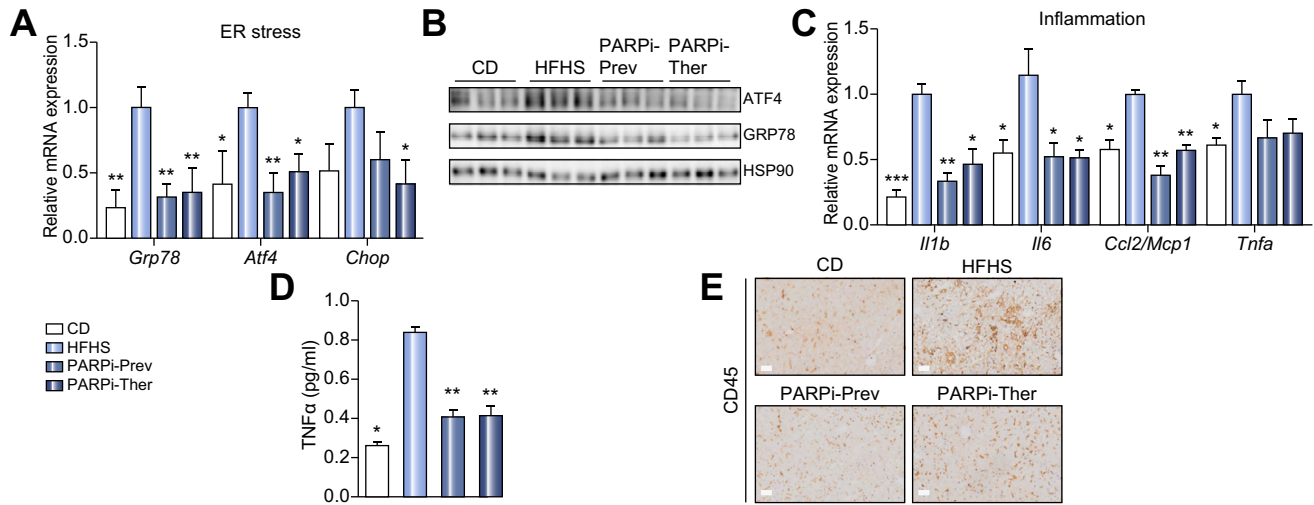 A
ER stress
Relative mRNA expression
1.5
1.0
0.5
0.0
**
**
**
*
**
*
*
Grp78
Atf4
Chop
B
CD
HFHS
PARPi-
Prev
PARPi-
Ther
ATF4
GRP78
HSP90
C
Inflammation
Relative mRNA expression
1.5
1.0
0.5
0.0
***
**
*
*
*
*
*
**
**
*
Il1b
Il6
Ccl2/Mcp1
Tnfa
CD
HFHS
PARPi-Prev
PARPi-Ther
D
TNFα (pg/ml)
1.0
0.8
0.6
0.4
0.2
0.0
*
**
**
E
CD45
CD
HFHS
PARPi-Prev
PARPi-Ther